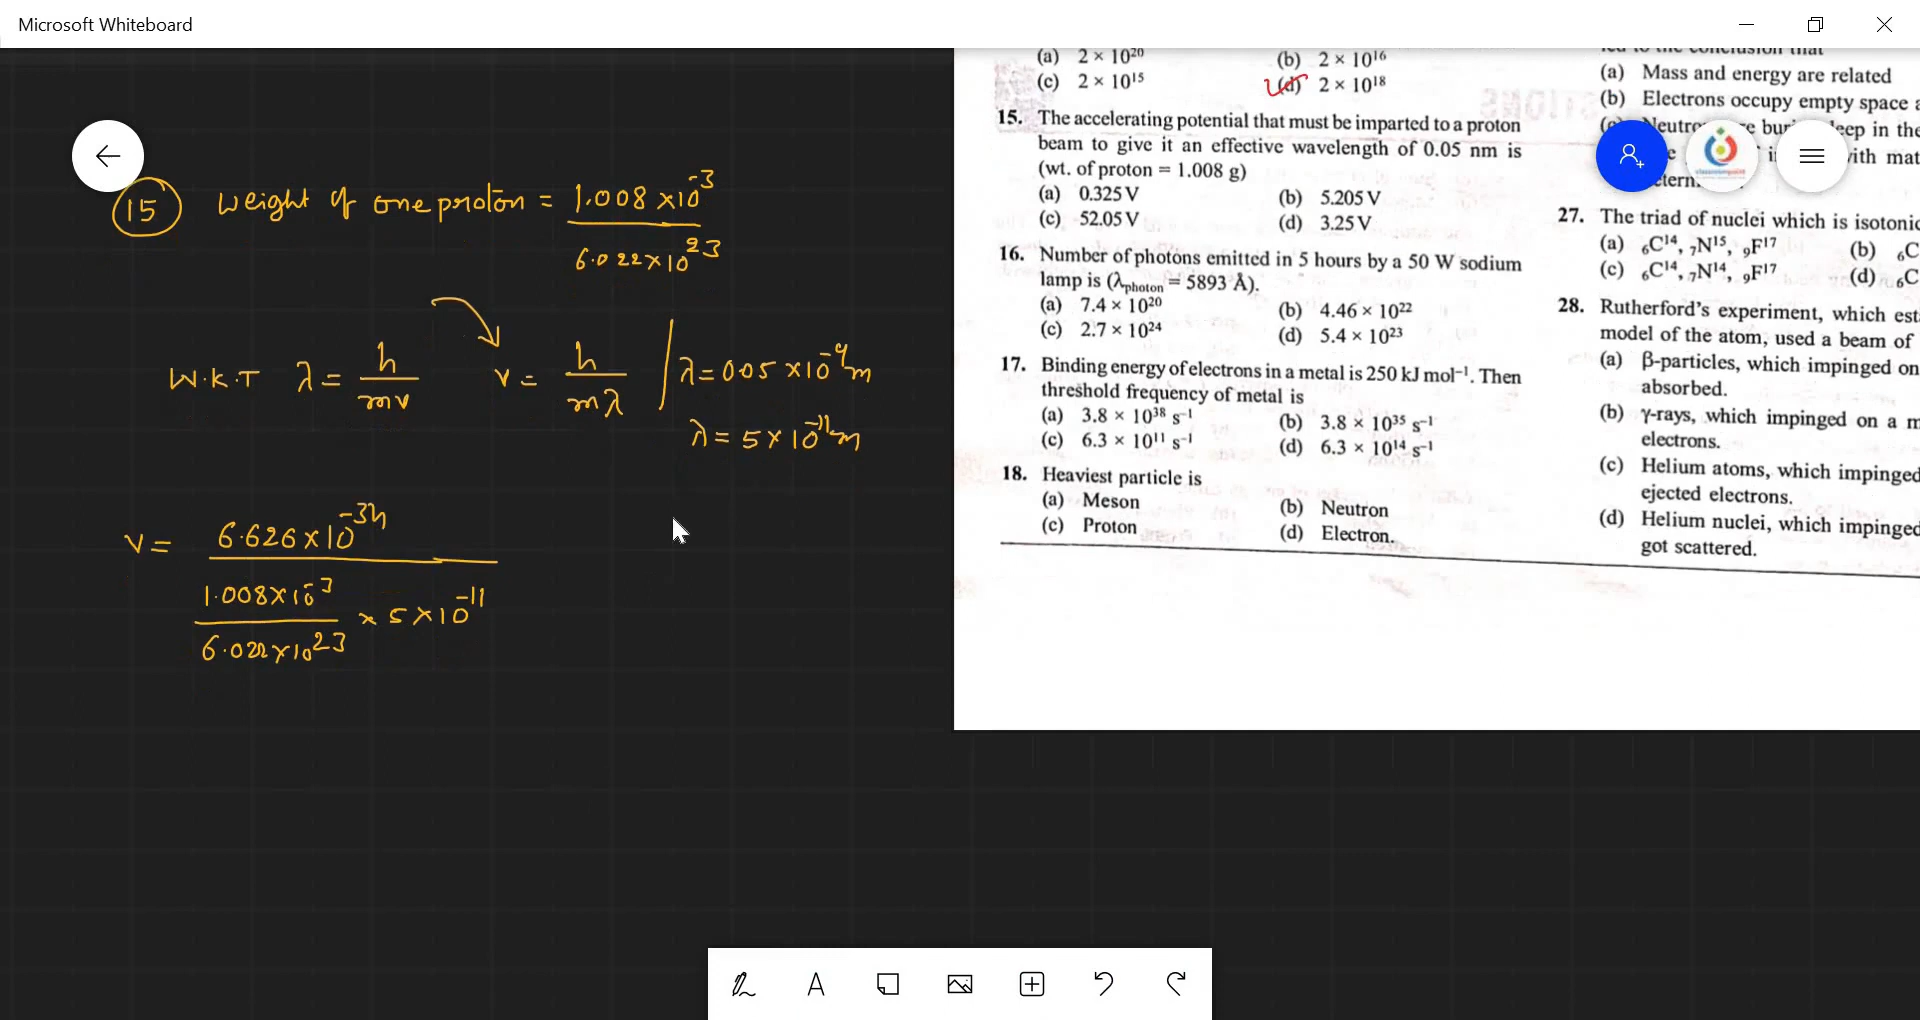 Microsoft Whiteboard
15 Weight of one proton = 1.008 × 10⁻³
6.022 × 10²³
W.K.T λ = h / mv v = h / mλ λ = 0.05 × 10⁻⁹ m
λ = 5 × 10⁻¹¹ m
v = 6.626 × 10⁻³⁴
1.008 × 10⁻³ × 5 × 10⁻¹¹
6.022 × 10²³
(a) 2 × 10²⁰ (b) 2 × 10¹⁶
(c) 2 × 10¹⁵ (d) 2 × 10¹⁸
15. The accelerating potential that must be imparted to a proton
beam to give it an effective wavelength of 0.05 nm is
(wt. of proton = 1.008 g)
(a) 0.325 V (b) 5.205 V
(c) 52.05 V (d) 3.25 V
16. Number of photons emitted in 5 hours by a 50 W sodium
lamp is (λphoton = 5893 Å).
(a) 7.4 × 10²⁰ (b) 4.46 × 10²²
(c) 2.7 × 10²⁴ (d) 5.4 × 10²³
17. Binding energy of electrons in a metal is 250 kJ mol⁻¹. Then
threshold frequency of metal is
(a) 3.8 × 10³⁸ s⁻¹ (b) 3.8 × 10³⁵ s⁻¹
(c) 6.3 × 10¹¹ s⁻¹ (d) 6.3 × 10¹⁴ s⁻¹
18. Heaviest particle is
(a) Meson (b) Neutron
(c) Proton (d) Electron.
to the conclusion that
(a) Mass and energy are related
(b) Electrons occupy empty space
in the
27. The triad of nuclei which is isotonic
(a) ₆C¹⁴, ₇N¹⁵, ₉F¹⁷ (b) ₆C
(c) ₆C¹⁴, ₇N¹⁴, ₉F¹⁷ (d) ₆C
28. Rutherford's experiment, which est
model of the atom, used a beam of
(a) β-particles, which impinged on
absorbed.
(b) γ-rays, which impinged on a m
electrons.
(c) Helium atoms, which impinged
ejected electrons.
(d) Helium nuclei, which impinged
got scattered.